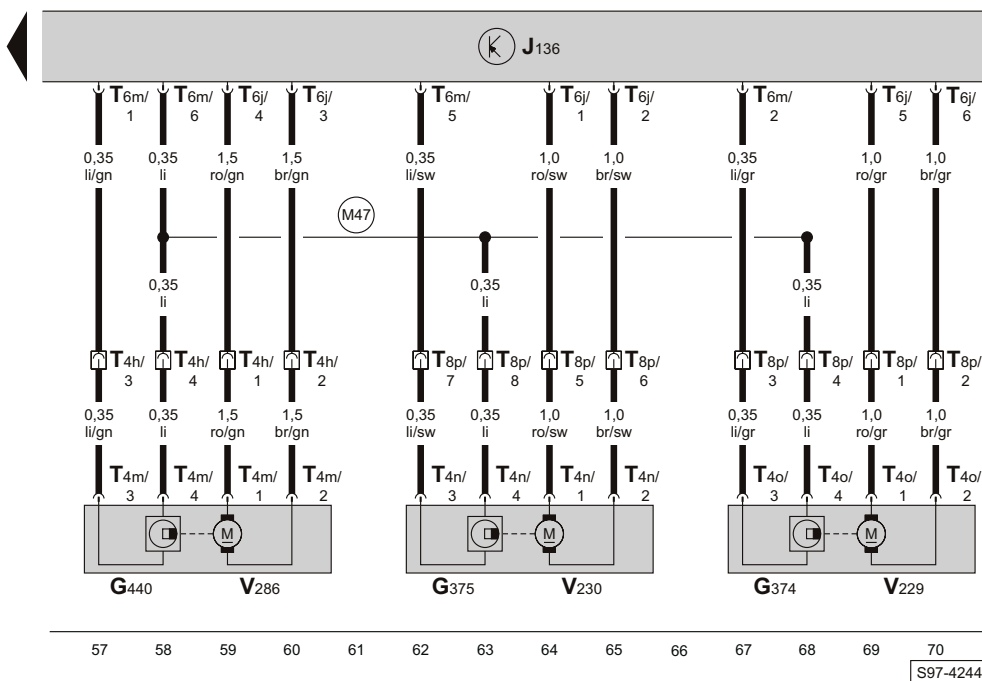 J136
T6m/ T6m/ T6j/ T6j/ T6m/ T6j/ T6j/ T6m/ T6j/ T6j/
1 6 4 3 5 1 2 2 5 6
0,35 0,35 1,5 1,5 0,35 1,0 1,0 0,35 1,0 1,0
li/gn li ro/gn br/gn li/sw ro/sw br/sw li/gr ro/gr br/gr
M47
0,35 0,35 0,35
li li li
T4h/ T4h/ T4h/ T4h/ T8p/ T8p/ T8p/ T8p/ T8p/ T8p/ T8p/ T8p/
3 4 1 2 7 8 5 6 3 4 1 2
0,35 0,35 1,5 1,5 0,35 0,35 1,0 1,0 0,35 0,35 1,0 1,0
li/gn li ro/gn br/gn li/sw li ro/sw br/sw li/gr li ro/gr br/gr
T4m/ T4m/ T4m/ T4m/ T4n/ T4n/ T4n/ T4n/ T4o/ T4o/ T4o/ T4o/
3 4 1 2 3 4 1 2 3 4 1 2
M M M
G440 V286 G375 V230 G374 V229
57 58 59 60 61 62 63 64 65 66 67 68 69 70
S97-4244